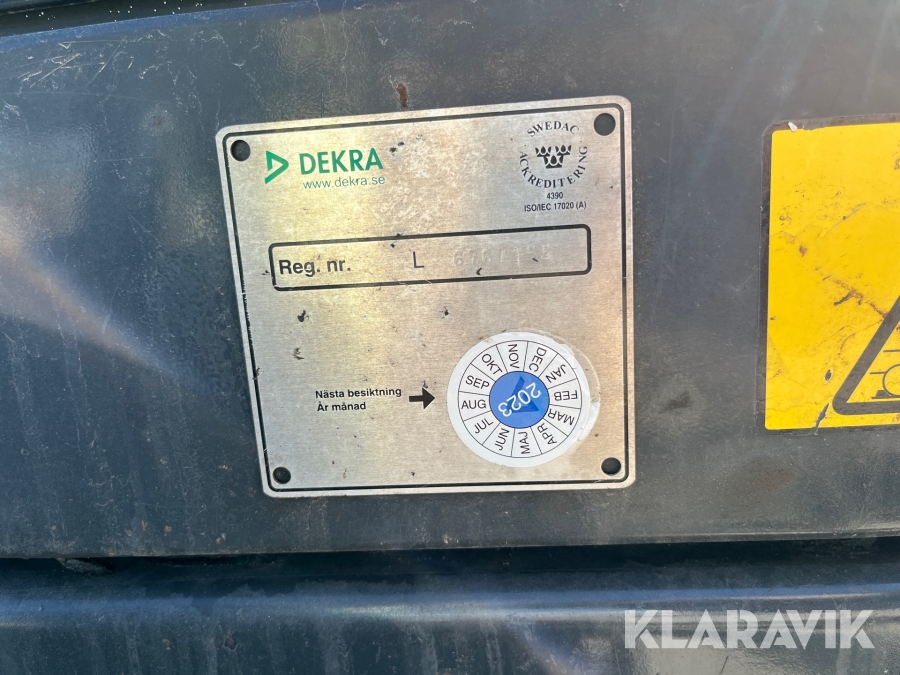 DEKRA
www.dekra.se
SWEDAC
ACKREDITERING
4390
ISO/IEC 17020 (A)
Reg. nr. L
Nästa besiktning
År månad
JAN
FEB
MAR
APR
MAJ
JUN
JUL
AUG
SEP
OKT
NOV
DEC
2023
KLARAVIK